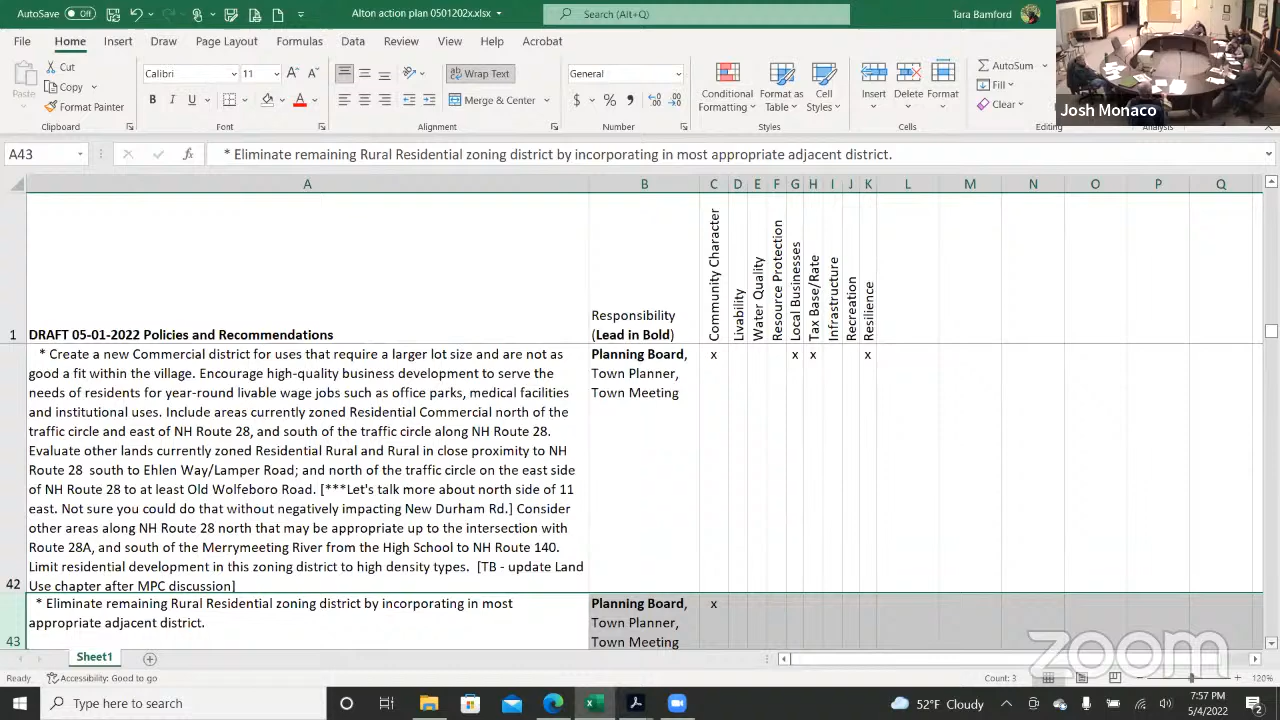 AutoSave Off
Alton action plan 0501202x.xlsx
Search (Alt+Q)
Tara Bamford
File Home Insert Draw Page Layout Formulas Data Review View Help Acrobat
Paste
Cut
Copy
Format Painter
Clipboard
Calibri 11
B I U
Font
Wrap Text
Merge & Center
Alignment
General
$ % ,
Number
Conditional Formatting
Format as Table
Cell Styles
Styles
Insert Delete Format
Cells
AutoSum
Fill
Clear
Editing
Analysis
Josh Monaco
A43
fx
* Eliminate remaining Rural Residential zoning district by incorporating in most appropriate adjacent district.
A B C D E F G H I J K L M N O P Q
1
DRAFT 05-01-2022 Policies and Recommendations
Responsibility
(Lead in Bold)
Community Character
Livability
Water Quality
Resource Protection
Local Businesses
Tax Base/Rate
Infrastructure
Recreation
Resilience
* Create a new Commercial district for uses that require a larger lot size and are not as
good a fit within the village. Encourage high-quality business development to serve the
needs of residents for year-round livable wage jobs such as office parks, medical facilities
and institutional uses. Include areas currently zoned Residential Commercial north of the
traffic circle and east of NH Route 28, and south of the traffic circle along NH Route 28.
Evaluate other lands currently zoned Residential Rural and Rural in close proximity to NH
Route 28 south to Ehlen Way/Lamper Road; and north of the traffic circle on the east side
of NH Route 28 to at least Old Wolfeboro Road. [***Let's talk more about north side of 11
east. Not sure you could do that without negatively impacting New Durham Rd.] Consider
other areas along NH Route 28 north that may be appropriate up to the intersection with
Route 28A, and south of the Merrymeeting River from the High School to NH Route 140.
Limit residential development in this zoning district to high density types. [TB - update Land
Use chapter after MPC discussion]
42
Planning Board,
Town Planner,
Town Meeting
x x x x
* Eliminate remaining Rural Residential zoning district by incorporating in most
appropriate adjacent district.
43
Planning Board,
Town Planner,
Town Meeting
x
zoom
Sheet1
Ready
Accessibility: Good to go
Count: 3
120%
Type here to search
52°F Cloudy
7:57 PM
5/4/2022
2